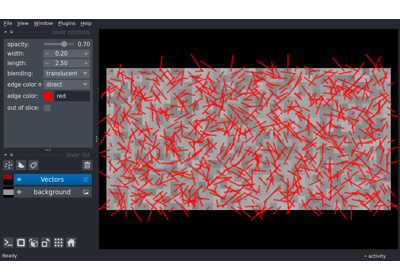 File View Window Plugins Help
layer controls
opacity: 0.70
width: 0.20
length: 2.50
blending: translucent
edge color m direct
edge color: red
out of slice:
layer list
Vectors
background
Ready
activity